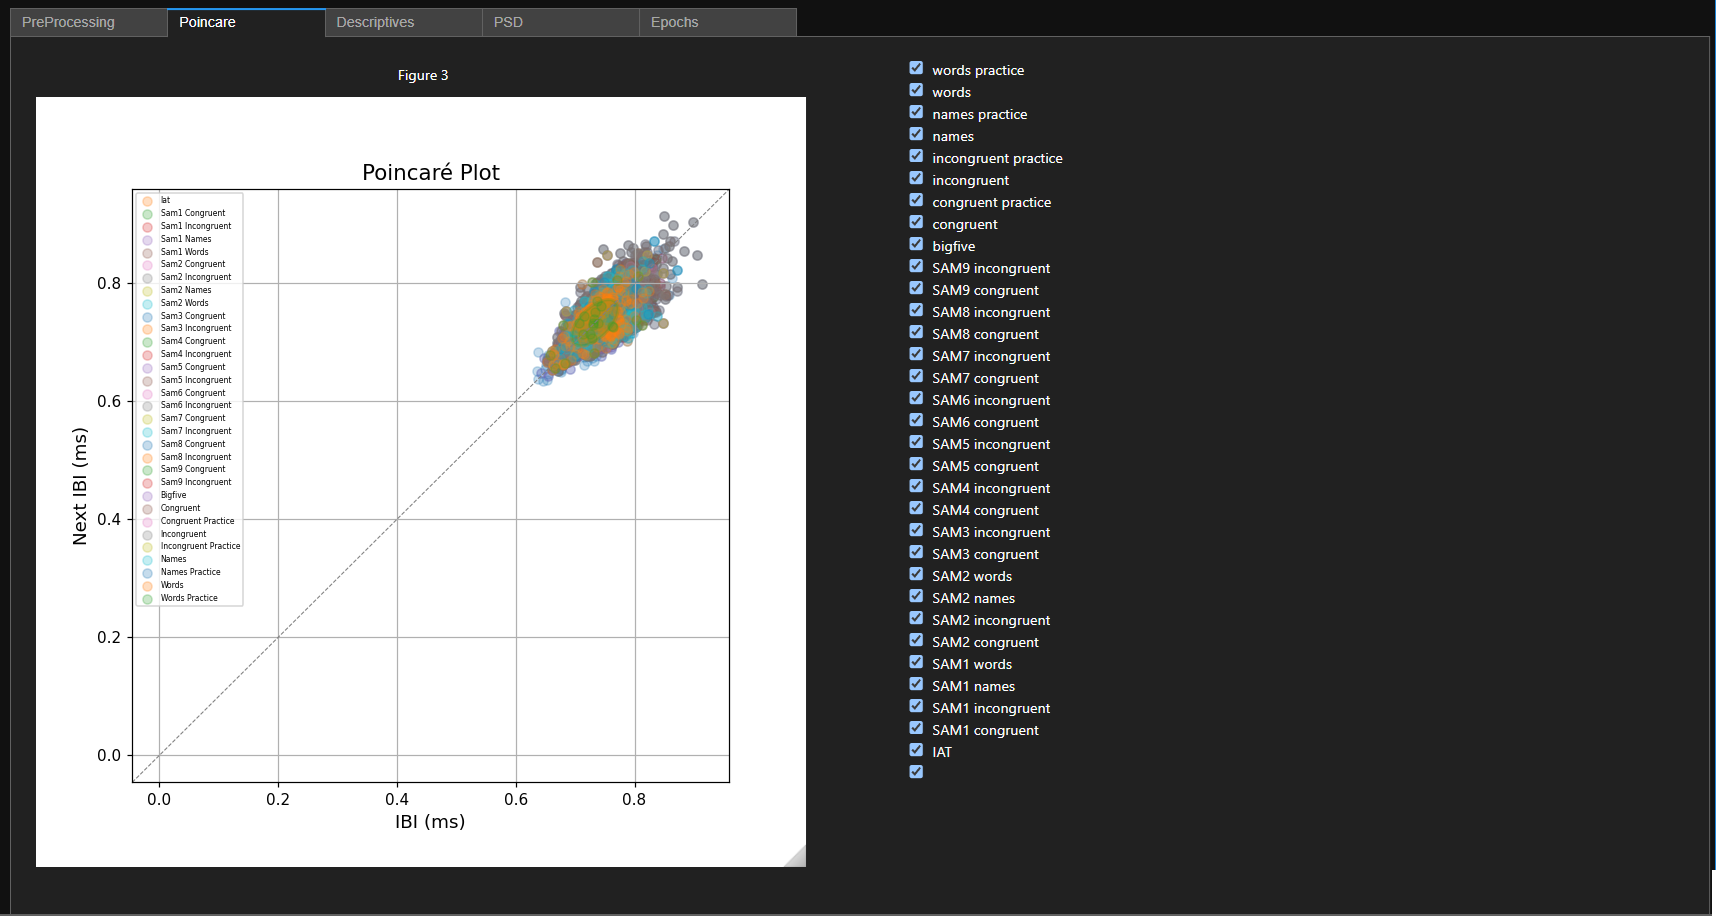 PreProcessing Poincare Descriptives PSD Epochs
Figure 3
Poincaré Plot
Iat
Sam1 Congruent
Sam1 Incongruent
Sam1 Names
Sam1 Words
Sam2 Congruent
Sam2 Incongruent
Sam2 Names
Sam2 Words
Sam3 Congruent
Sam3 Incongruent
Sam4 Congruent
Sam4 Incongruent
Sam5 Congruent
Sam5 Incongruent
Sam6 Congruent
Sam6 Incongruent
Sam7 Congruent
Sam7 Incongruent
Sam8 Congruent
Sam8 Incongruent
Sam9 Congruent
Sam9 Incongruent
Bigfive
Congruent
Congruent Practice
Incongruent
Incongruent Practice
Names
Names Practice
Words
Words Practice
Next IBI (ms)
0.8
0.6
0.4
0.2
0.0
0.0 0.2 0.4 0.6 0.8
IBI (ms)
words practice
words
names practice
names
incongruent practice
incongruent
congruent practice
congruent
bigfive
SAM9 incongruent
SAM9 congruent
SAM8 incongruent
SAM8 congruent
SAM7 incongruent
SAM7 congruent
SAM6 incongruent
SAM6 congruent
SAM5 incongruent
SAM5 congruent
SAM4 incongruent
SAM4 congruent
SAM3 incongruent
SAM3 congruent
SAM2 words
SAM2 names
SAM2 incongruent
SAM2 congruent
SAM1 words
SAM1 names
SAM1 incongruent
SAM1 congruent
IAT